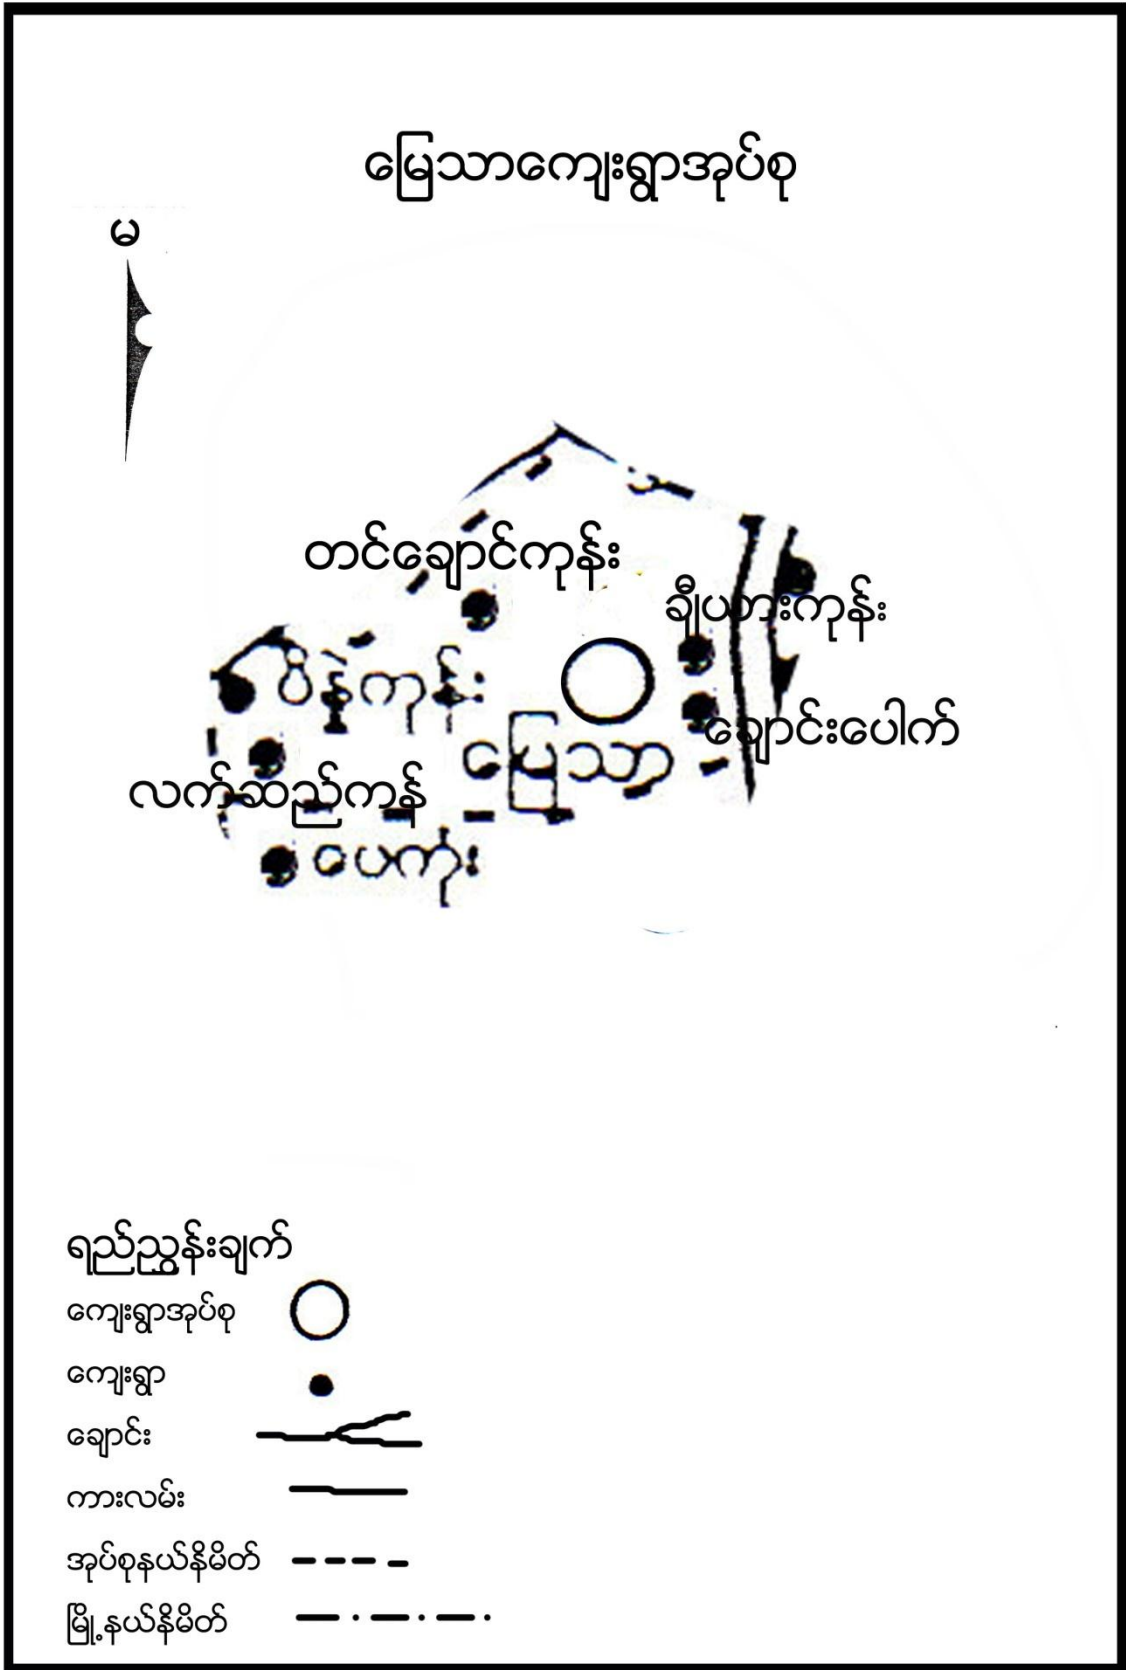 မြေသာကျေးရွာအုပ်စု
မ
တင်ချောင်ကုန်း
ချီယားကုန်း
ပိန္နဲကုန်း
ချောင်းပေါက်
မြေသာ
လက်ဆည်ကန်
ပေကုံး
ရည်ညွှန်းချက်
ကျေးရွာအုပ်စု
ကျေးရွာ
ချောင်း
ကားလမ်း
အုပ်စုနယ်နိမိတ်
မြို့နယ်နိမိတ်